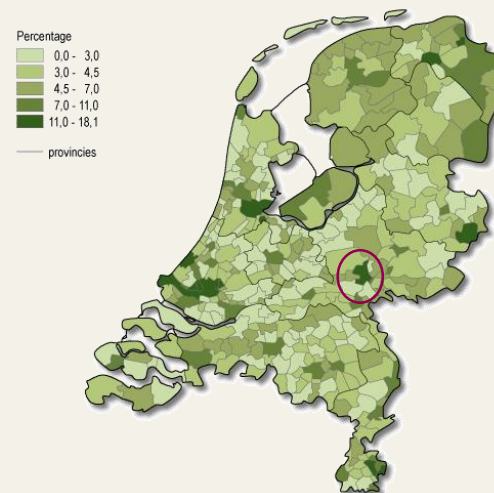 Percentage
0,0 - 3,0
3,0 - 4,5
4,5 - 7,0
7,0 - 11,0
11,0 - 18,1
provincies